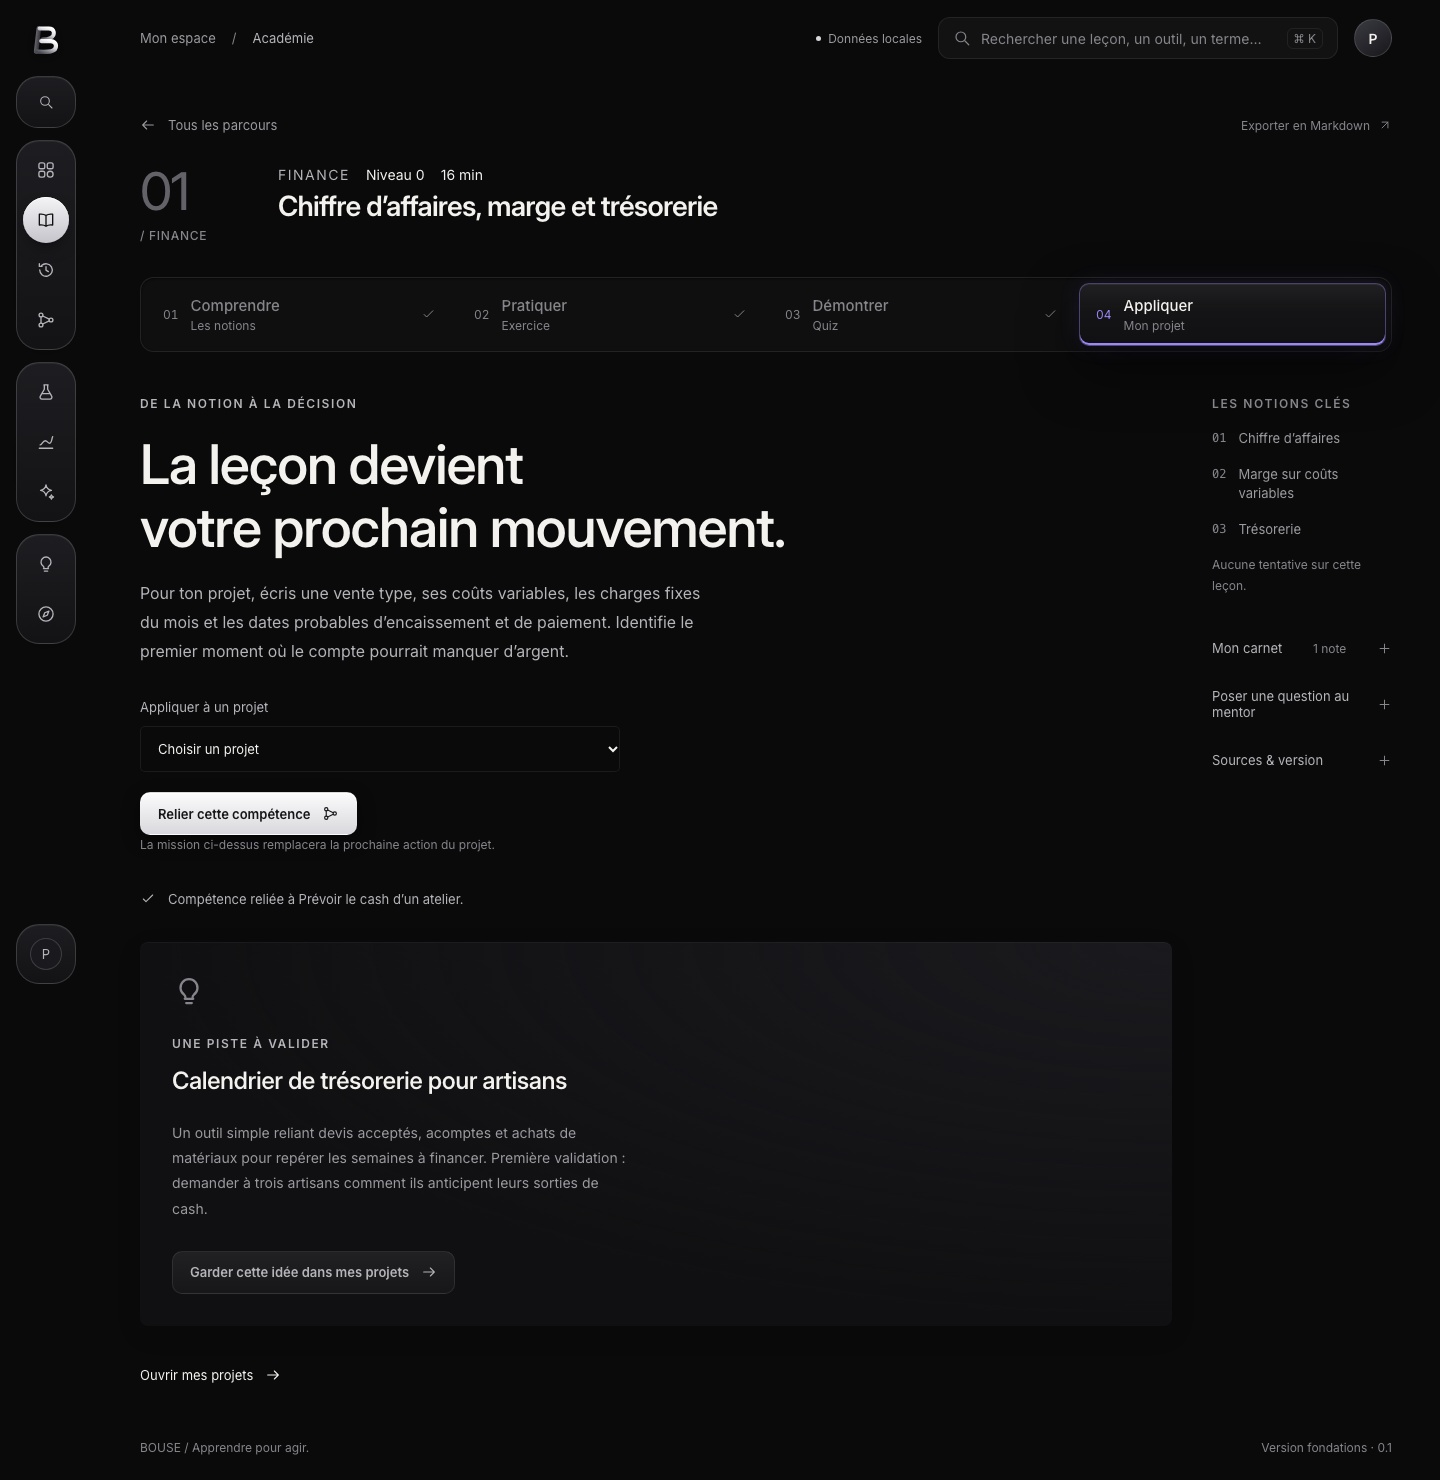 B
Mon espace / Académie
Données locales
Rechercher une leçon, un outil, un terme...
⌘ K
P
Tous les parcours
Exporter en Markdown
01
/ FINANCE
FINANCE Niveau 0 16 min
Chiffre d’affaires, marge et trésorerie
01 Comprendre
Les notions
02 Pratiquer
Exercice
03 Démontrer
Quiz
04 Appliquer
Mon projet
DE LA NOTION À LA DÉCISION
La leçon devient
votre prochain mouvement.
Pour ton projet, écris une vente type, ses coûts variables, les charges fixes
du mois et les dates probables d’encaissement et de paiement. Identifie le
premier moment où le compte pourrait manquer d’argent.
Appliquer à un projet
Choisir un projet
Relier cette compétence
La mission ci-dessus remplacera la prochaine action du projet.
Compétence reliée à Prévoir le cash d’un atelier.
UNE PISTE À VALIDER
Calendrier de trésorerie pour artisans
Un outil simple reliant devis acceptés, acomptes et achats de
matériaux pour repérer les semaines à financer. Première validation :
demander à trois artisans comment ils anticipent leurs sorties de
cash.
Garder cette idée dans mes projets
Ouvrir mes projets
LES NOTIONS CLÉS
01 Chiffre d’affaires
02 Marge sur coûts
variables
03 Trésorerie
Aucune tentative sur cette
leçon.
Mon carnet 1 note
Poser une question au
mentor
Sources & version
P
BOUSE / Apprendre pour agir.
Version fondations · 0.1